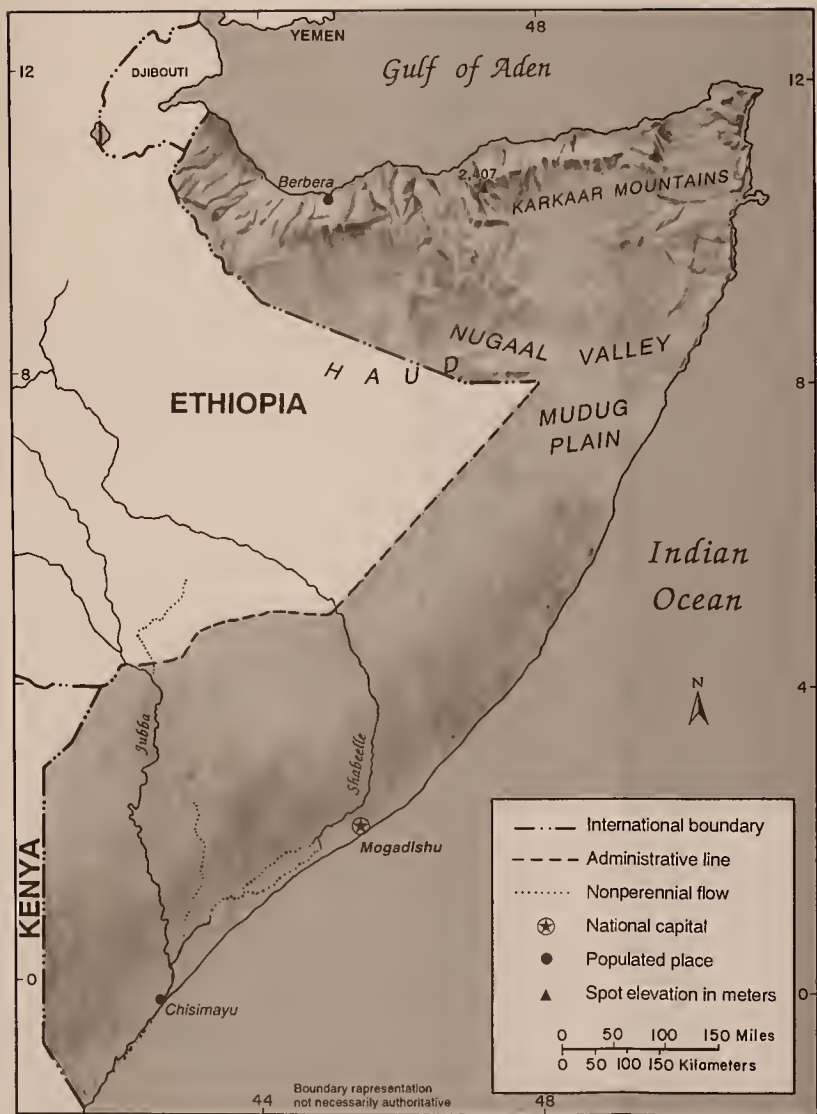 48
YEMEN
12
DJIBOUTI
Gulf of Aden
12
Berbera
2,407
KARKAAR MOUNTAINS
NUGAAL VALLEY
HAUD
8
8
ETHIOPIA
MUDUG
PLAIN
Indian
Ocean
N
4
Jubba
Shabeelle
Mogadishu
KENYA
0
Chisimayu
0
44
48
Boundary rapresentation
not necessarily authoritative
International boundary
Administrative line
Nonperennial flow
National capital
Populated place
Spot elevation in meters
0 50 100 150 Miles
0 50 100 150 Kilometers